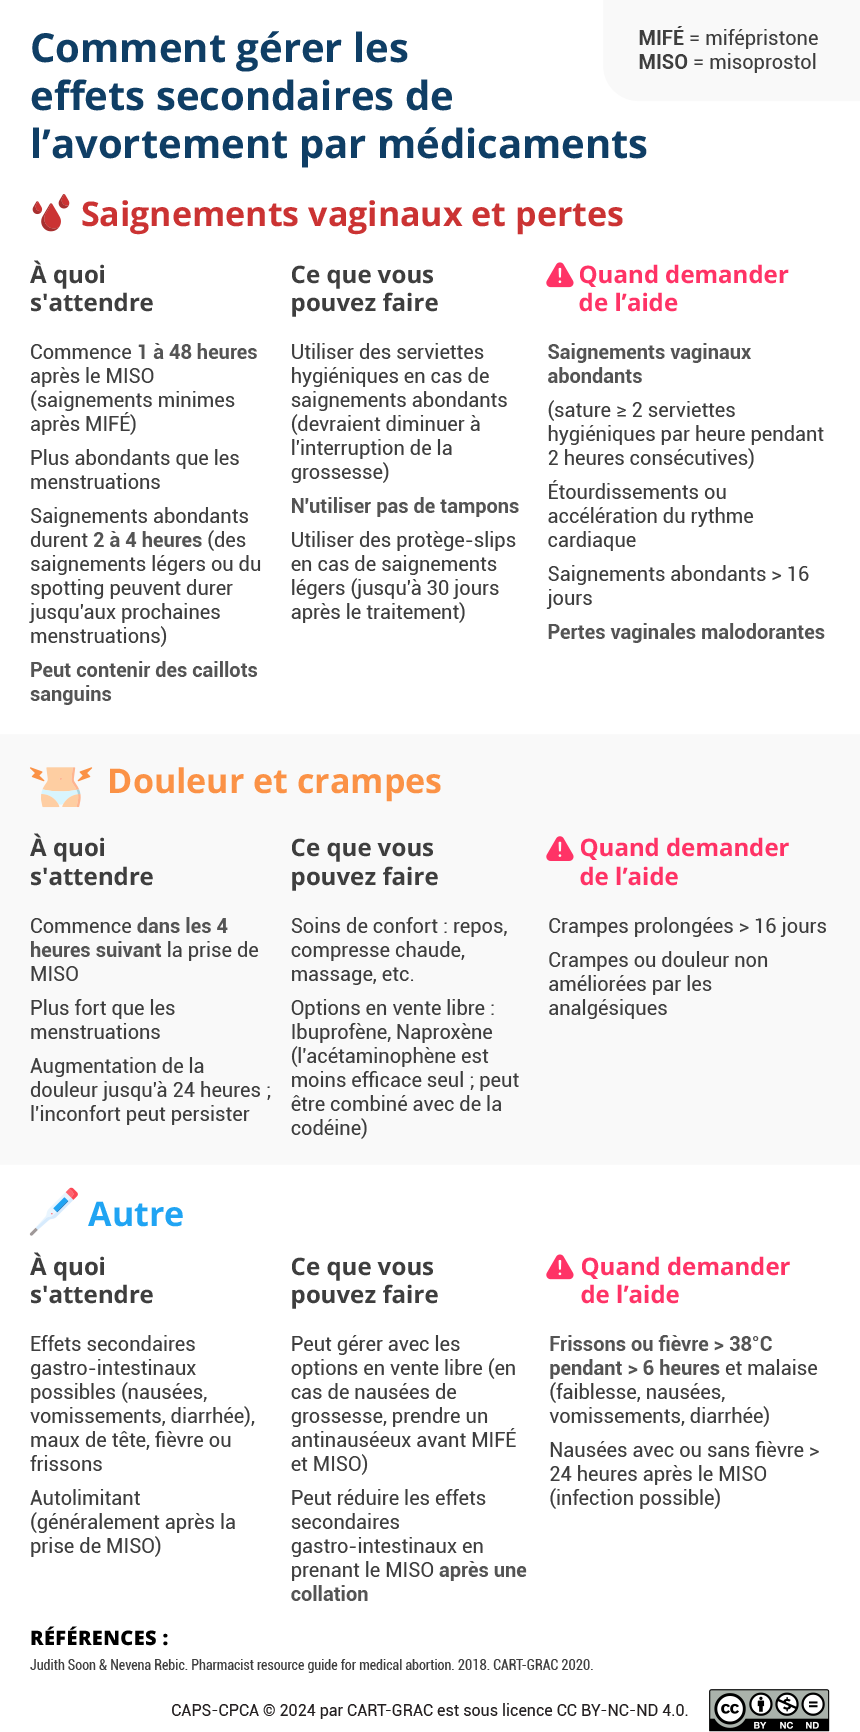 Comment gérer les
effets secondaires de
l'avortement par médicaments
MIFÉ = mifépristone
MISO = misoprostol
Saignements vaginaux et pertes
À quoi
s'attendre
Commence 1 à 48 heures
après le MISO
(saignements minimes
après MIFÉ)
Plus abondants que les
menstruations
Saignements abondants
durent 2 à 4 heures (des
saignements légers ou du
spotting peuvent durer
jusqu'aux prochaines
menstruations)
Peut contenir des caillots
sanguins
Ce que vous
pouvez faire
Utiliser des serviettes
hygiéniques en cas de
saignements abondants
(devraient diminuer à
l'interruption de la
grossesse)
N'utiliser pas de tampons
Utiliser des protège-slips
en cas de saignements
légers (jusqu'à 30 jours
après le traitement)
Quand demander
de l'aide
Saignements vaginaux
abondants
(sature ≥ 2 serviettes
hygiéniques par heure pendant
2 heures consécutives)
Étourdissements ou
accélération du rythme
cardiaque
Saignements abondants > 16
jours
Pertes vaginales malodorantes
Douleur et crampes
À quoi
s'attendre
Commence dans les 4
heures suivant la prise de
MISO
Plus fort que les
menstruations
Augmentation de la
douleur jusqu'à 24 heures ;
l'inconfort peut persister
Ce que vous
pouvez faire
Soins de confort : repos,
compresse chaude,
massage, etc.
Options en vente libre :
Ibuprofène, Naproxène
(l'acétaminophène est
moins efficace seul ; peut
être combiné avec de la
codéine)
Quand demander
de l'aide
Crampes prolongées > 16 jours
Crampes ou douleur non
améliorées par les
analgésiques
Autre
À quoi
s'attendre
Effets secondaires
gastro-intestinaux
possibles (nausées,
vomissements, diarrhée),
maux de tête, fièvre ou
frissons
Autolimitant
(généralement après la
prise de MISO)
Ce que vous
pouvez faire
Peut gérer avec les
options en vente libre (en
cas de nausées de
grossesse, prendre un
antinauséeux avant MIFÉ
et MISO)
Peut réduire les effets
secondaires
gastro-intestinaux en
prenant le MISO après une
collation
Quand demander
de l'aide
Frissons ou fièvre > 38°C
pendant > 6 heures et malaise
(faiblesse, nausées,
vomissements, diarrhée)
Nausées avec ou sans fièvre >
24 heures après le MISO
(infection possible)
RÉFÉRENCES :
Judith Soon & Nevena Rebic. Pharmacist resource guide for medical abortion. 2018. CART-GRAC 2020.
CAPS-CPCA © 2024 par CART-GRAC est sous licence CC BY-NC-ND 4.0.
cc
BY NC ND